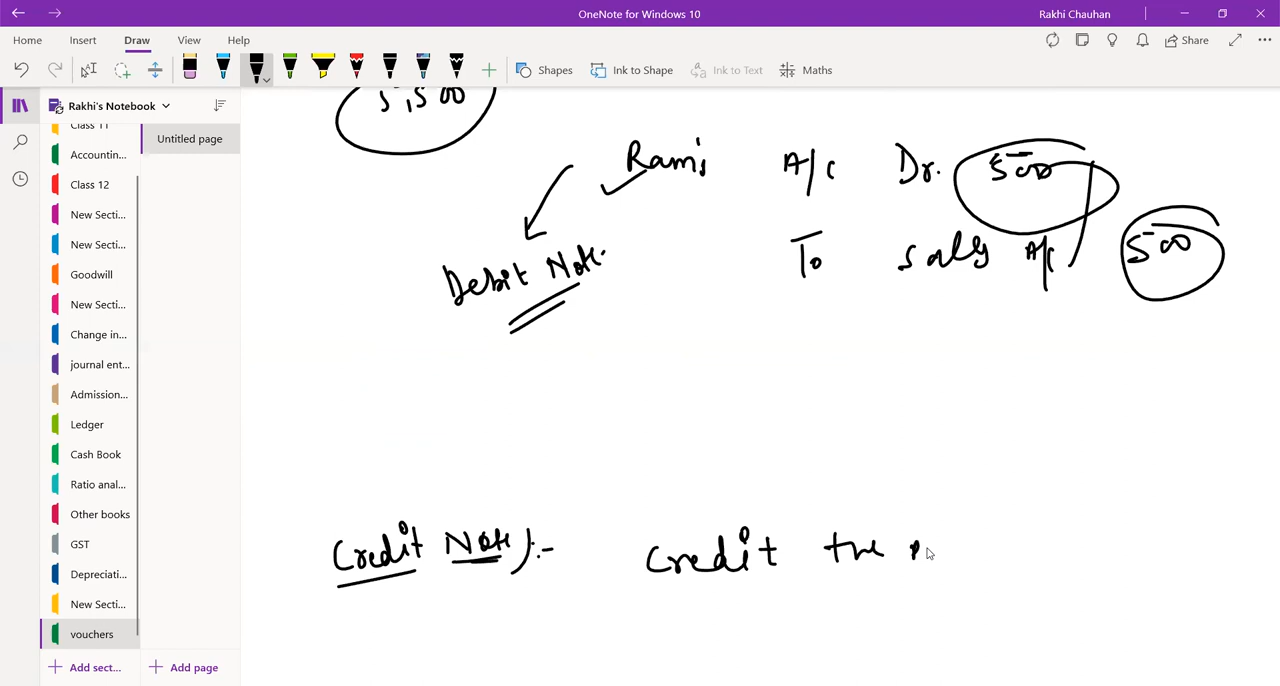 OneNote for Windows 10
Rakhi Chauhan
Home Insert Draw View Help
Share
Shapes Ink to Shape Ink to Text Maths
Rakhi's Notebook
Class 11
Accountin...
Class 12
New Secti...
New Secti...
Goodwill
New Secti...
Change in...
journal ent...
Admission...
Ledger
Cash Book
Ratio anal...
Other books
GST
Depreciati...
New Secti...
vouchers
Add sect...
Untitled page
Add page
5,500
Ram's A/c Dr. 500
To Sales A/c 500
Debit Note.
Credit Note):- Credit the